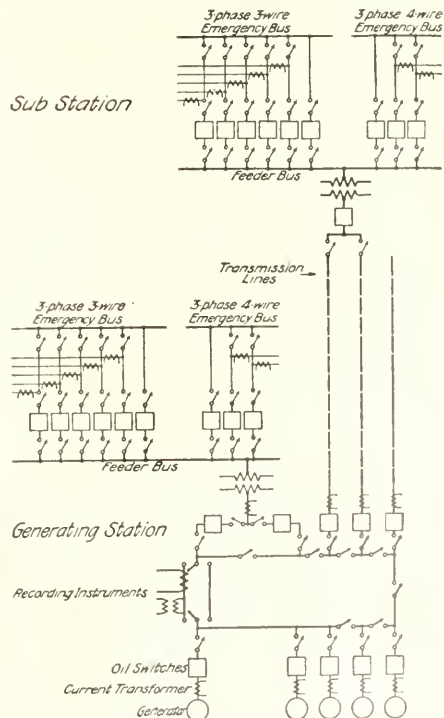 3-phase 3-wire
Emergency Bus
3-phase 4-wire
Emergency Bus
Sub Station
Feeder Bus
Transmission
Lines
3-phase 3-wire
Emergency Bus
3-phase 4-wire
Emergency Bus
Feeder Bus
Generating Station
Recording Instruments
Oil Switches
Current Transformer
Generator